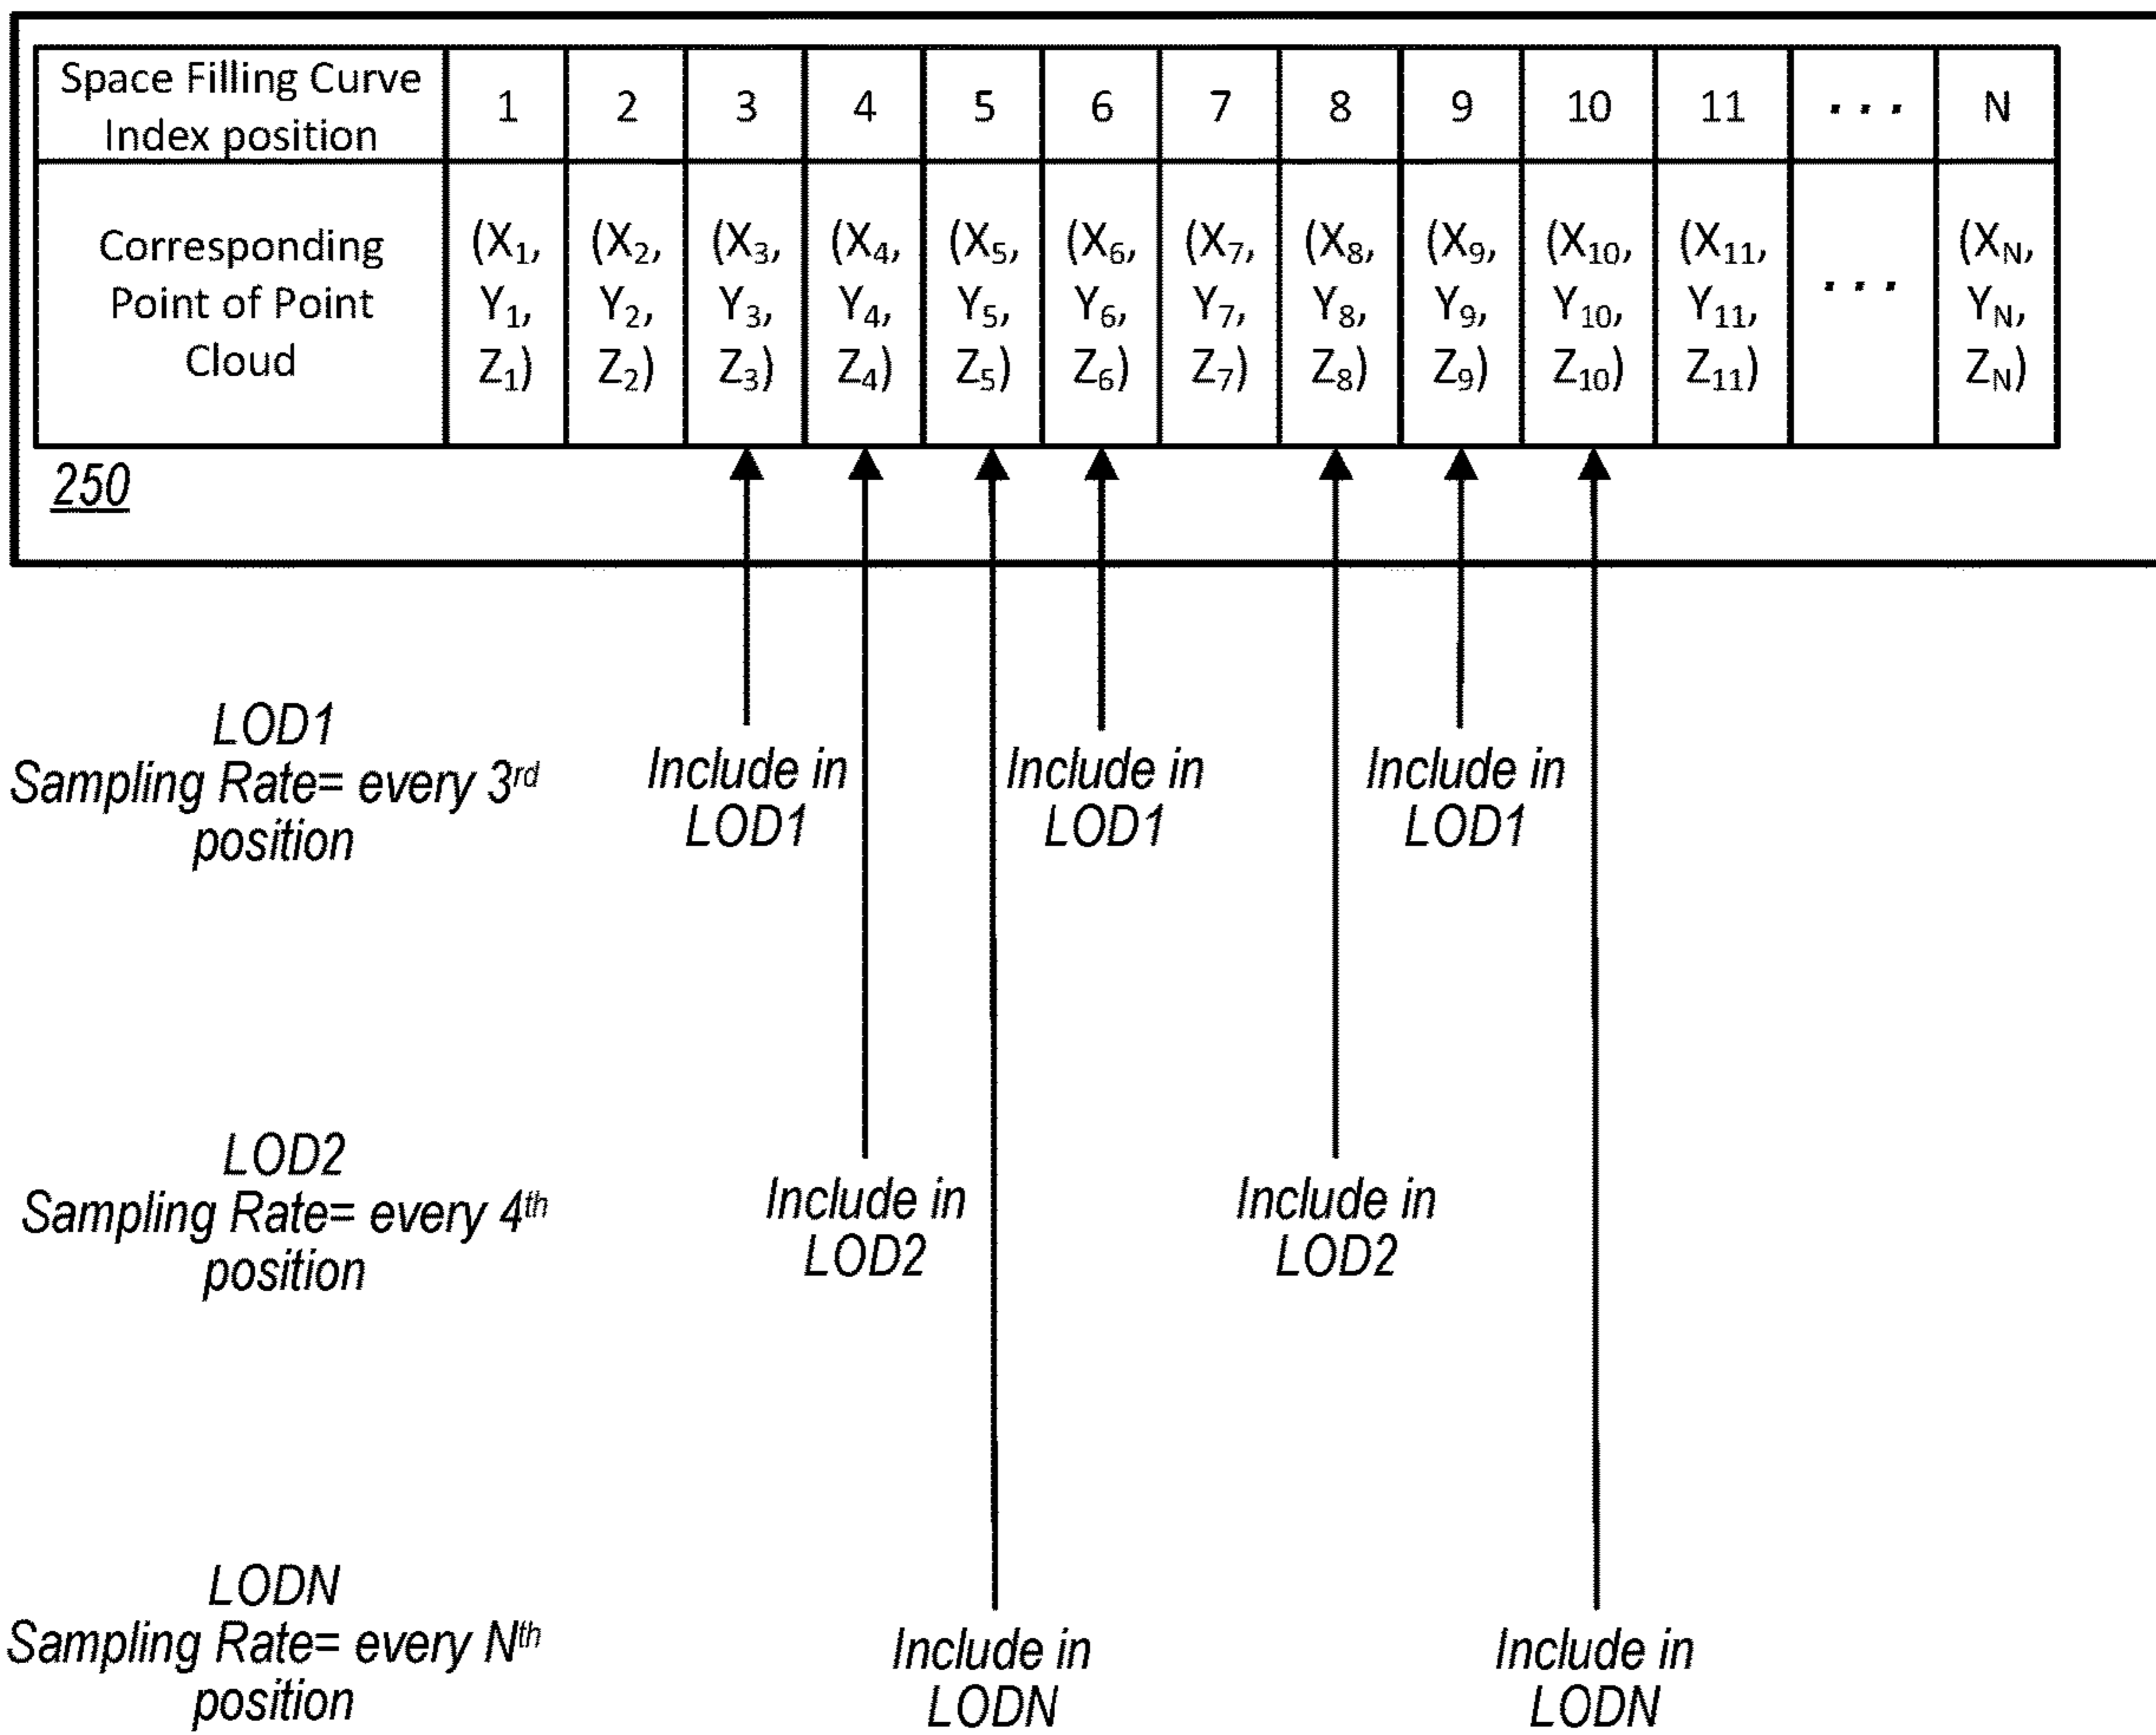 Space Filling Curve
Index position
1 2 3 4 5 6 7 8 9 10 11 ... N
Corresponding
Point of Point
Cloud
(X₁, (X₂, (X₃, (X₄, (X₅, (X₆, (X₇, (X₈, (X₉, (X₁₀, (X₁₁, (X_N,
Y₁, Y₂, Y₃, Y₄, Y₅, Y₆, Y₇, Y₈, Y₉, Y₁₀, Y₁₁, ... Y_N,
Z₁) Z₂) Z₃) Z₄) Z₅) Z₆) Z₇) Z₈) Z₉) Z₁₀) Z₁₁) Z_N)
250
LOD1
Sampling Rate= every 3rd
position
Include in
LOD1
Include in
LOD1
Include in
LOD1
LOD2
Sampling Rate= every 4th
position
Include in
LOD2
Include in
LOD2
LODN
Sampling Rate= every Nth
position
Include in
LODN
Include in
LODN